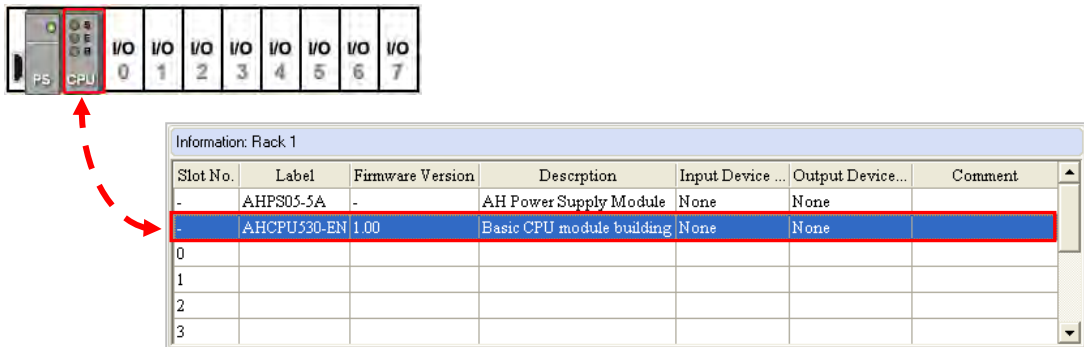 S
E
B
I/O I/O I/O I/O I/O I/O I/O I/O
PS CPU 0 1 2 3 4 5 6 7
Information: Rack 1
Slot No. Label Firmware Version Descrption Input Device ... Output Device... Comment
- AHPS05-5A - AH Power Supply Module None None
- AHCPU530-EN 1.00 Basic CPU module building None None
0
1
2
3